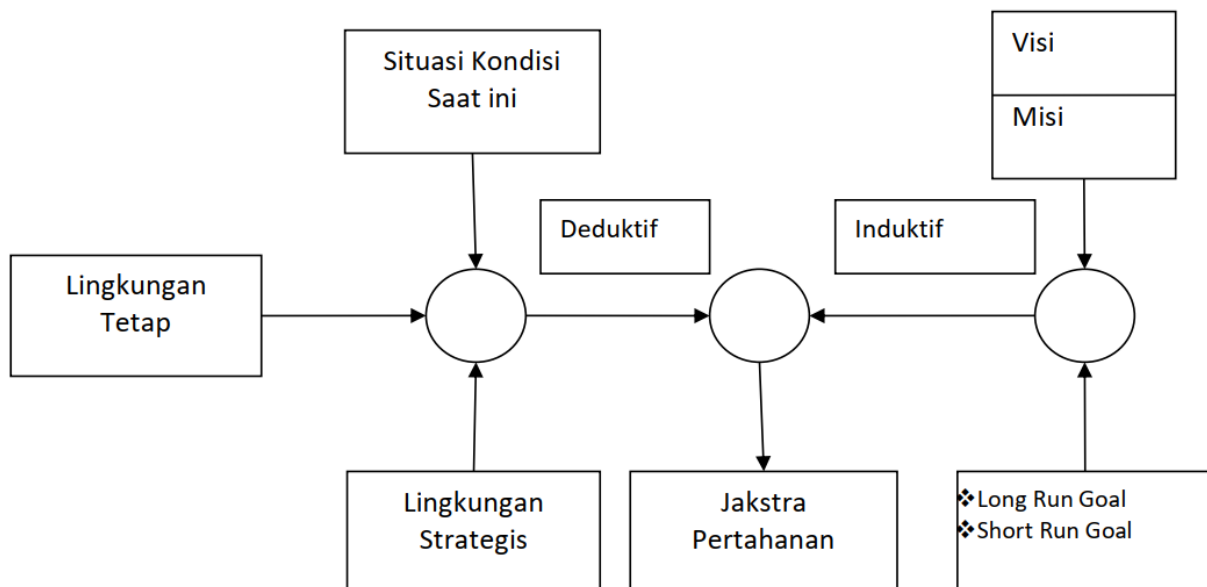 Situasi Kondisi
Saat ini
Visi
Misi
Deduktif
Induktif
Lingkungan
Tetap
Lingkungan
Strategis
Jakstra
Pertahanan
❖Long Run Goal
❖Short Run Goal